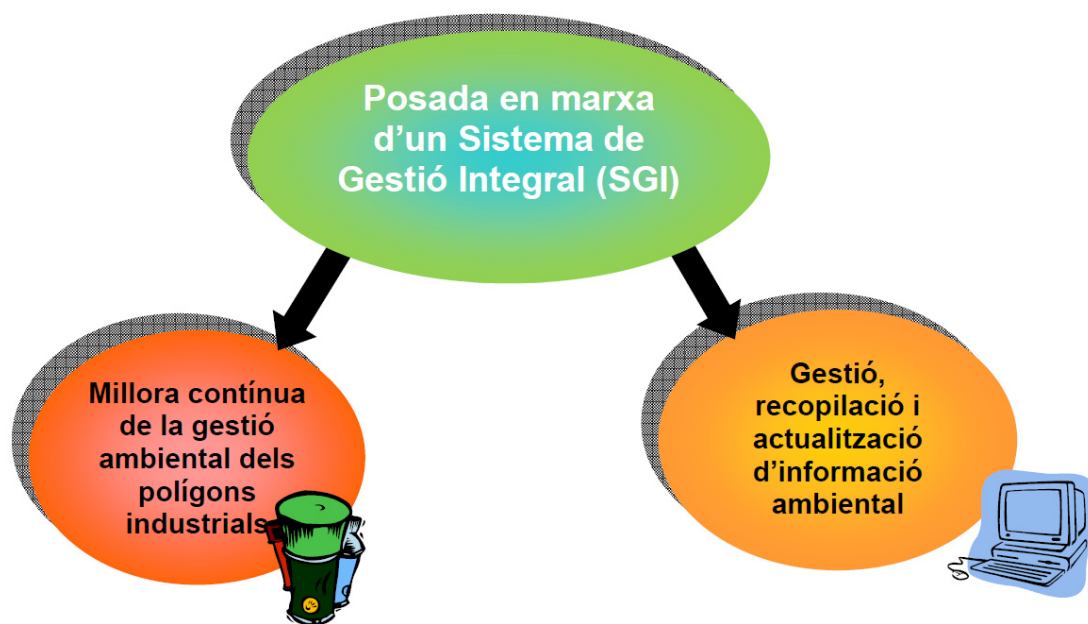 Posada en marxa
d’un Sistema de
Gestió Integral (SGI)
Millora contínua
de la gestió
ambiental dels
polígons
industrials
Gestió,
recopilació i
actualització
d’informació
ambiental